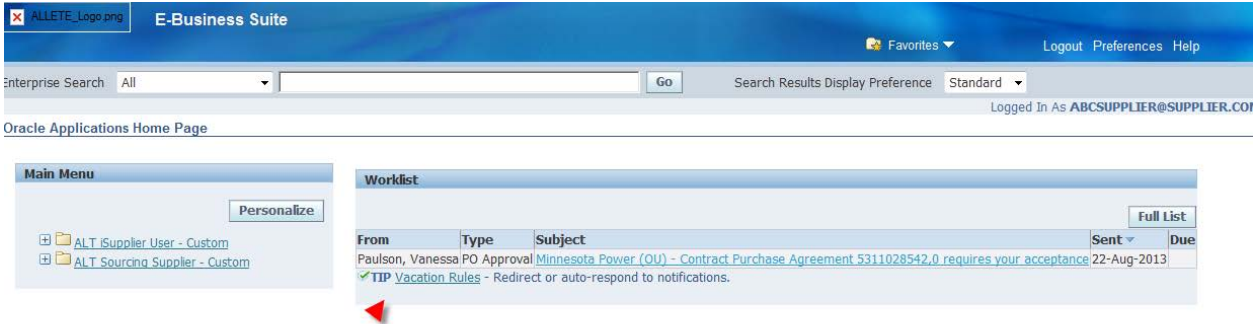 ALLETE_Logo.png
E-Business Suite
Favorites
Logout Preferences Help
Enterprise Search All Go Search Results Display Preference Standard
Logged In As ABCSUPPLIER@SUPPLIER.COM
Oracle Applications Home Page
Main Menu
Personalize
ALT iSupplier User - Custom
ALT Sourcing Supplier - Custom
Worklist
Full List
From Type Subject Sent Due
Paulson, Vanessa PO Approval Minnesota Power (OU) - Contract Purchase Agreement 5311028542,0 requires your acceptance 22-Aug-2013
TIP Vacation Rules - Redirect or auto-respond to notifications.